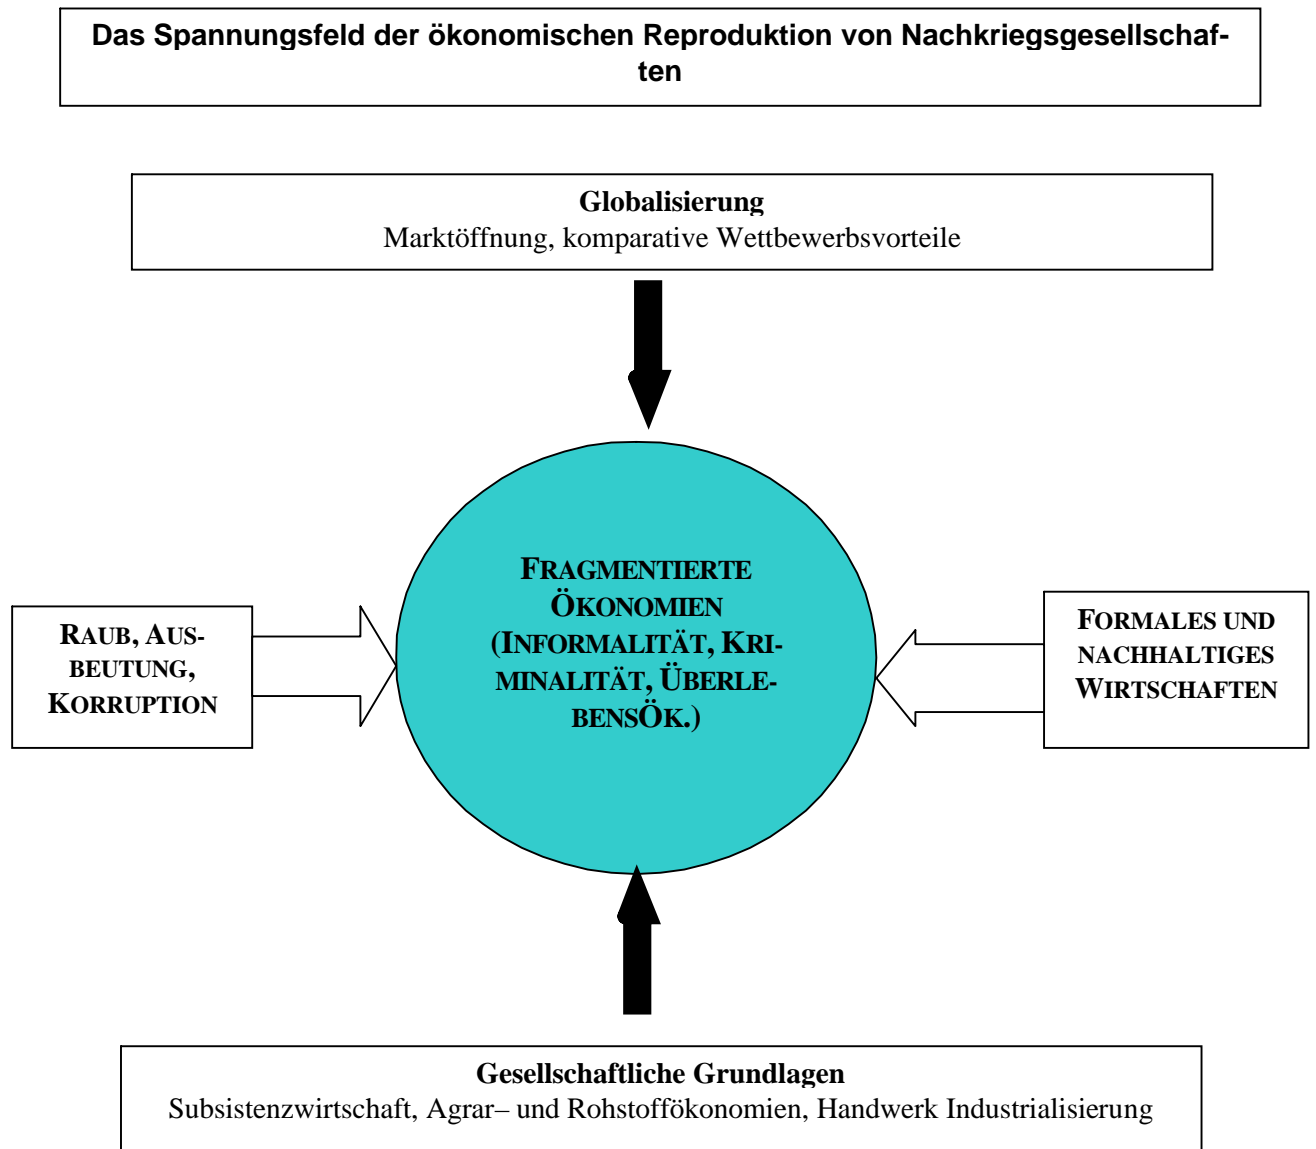 Das Spannungsfeld der ökonomischen Reproduktion von Nachkriegsgesellschaf-
ten
Globalisierung
Marktöffnung, komparative Wettbewerbsvorteile
FRAGMENTIERTE
ÖKONOMIEN
(INFORMALITÄT, KRI-
MINALITÄT, ÜBERLE-
BENSÖK.)
RAUB, AUS-
BEUTUNG,
KORRUPTION
FORMALES UND
NACHHALTIGES
WIRTSCHAFTEN
Gesellschaftliche Grundlagen
Subsistenzwirtschaft, Agrar– und Rohstoffökonomien, Handwerk Industrialisierung